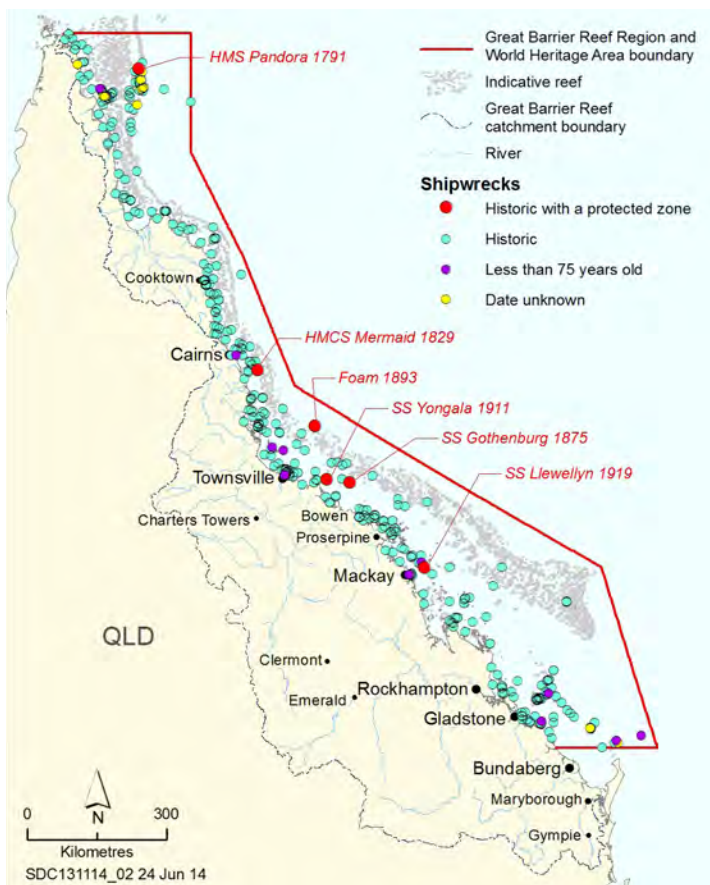 HMS Pandora 1791
Great Barrier Reef Region and
World Heritage Area boundary
Indicative reef
Great Barrier Reef
catchment boundary
River
Shipwrecks
Historic with a protected zone
Historic
Less than 75 years old
Date unknown
Cooktown
HMCS Mermaid 1829
Cairns
Foam 1893
SS Yongala 1911
SS Gothenburg 1875
SS Llewellyn 1919
Townsville
Charters Towers
Bowen
Proserpine
Mackay
QLD
Clermont
Emerald
Rockhampton
Gladstone
Bundaberg
Maryborough
Gympie
N
0 300
Kilometres
SDC131114_02 24 Jun 14